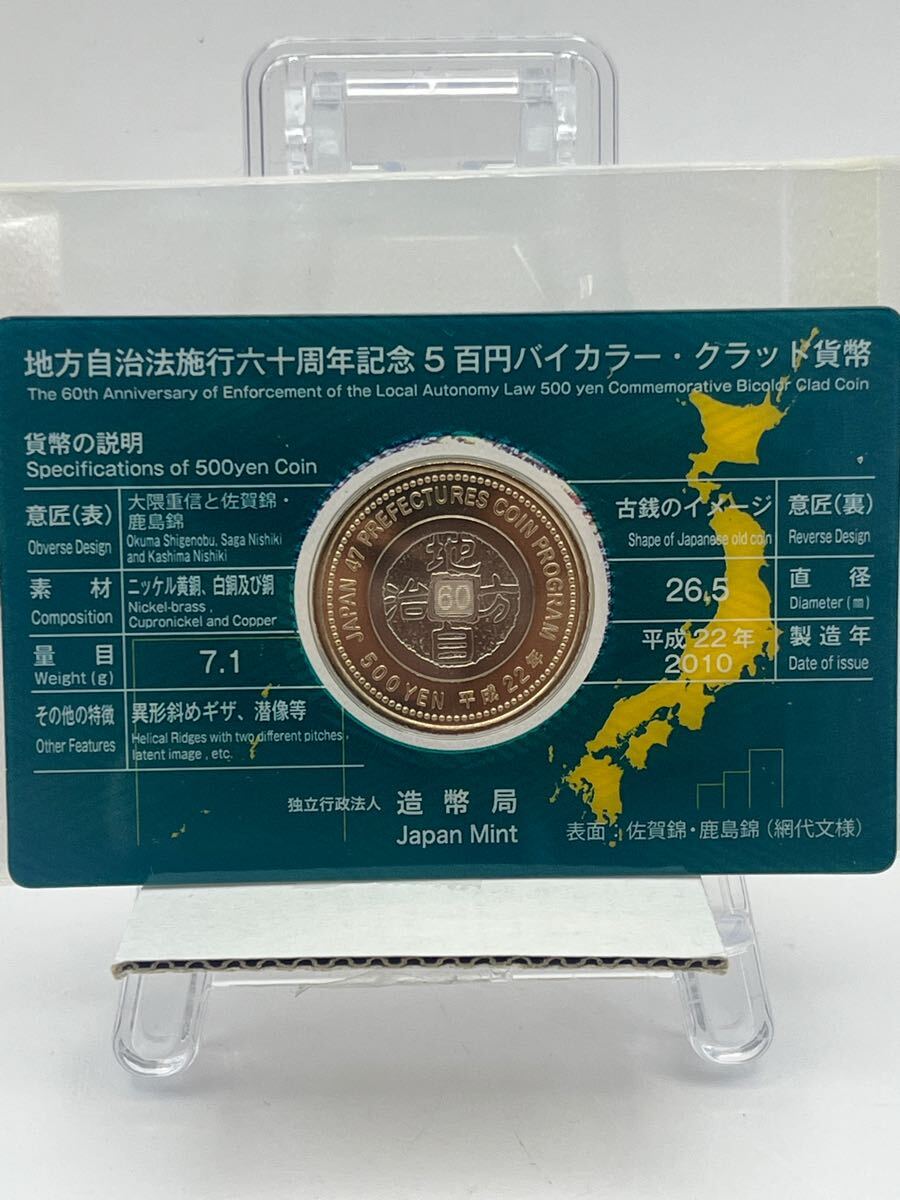 地方自治法施行六十周年記念5百円バイカラー・クラッド貨幣
The 60th Anniversary of Enforcement of the Local Autonomy Law 500 yen Commemorative Bicolor Clad Coin
貨幣の説明
Specifications of 500yen Coin
意匠(表)
Obverse Design
大隈重信と佐賀錦・
鹿島錦
Okuma Shigenobu, Saga Nishiki
and Kashima Nishiki
素材
Composition
ニッケル黄銅、白銅及び銅
Nickel-brass,
Cupronickel and Copper
量目
Weight (g)
7.1
その他の特徴
Other Features
異形斜めギザ、潜像等
Helical Ridges with two different pitches,
latent image, etc.
JAPAN 47 PREFECTURES COIN PROGRAM
地方自治
60
500 YEN 平成22年
古銭のイメージ
Shape of Japanese old coin
意匠(裏)
Reverse Design
26.5
直径
Diameter (㎜)
平成22年
2010
製造年
Date of issue
独立行政法人 造幣局
Japan Mint
表面:佐賀錦・鹿島錦(網代文様)